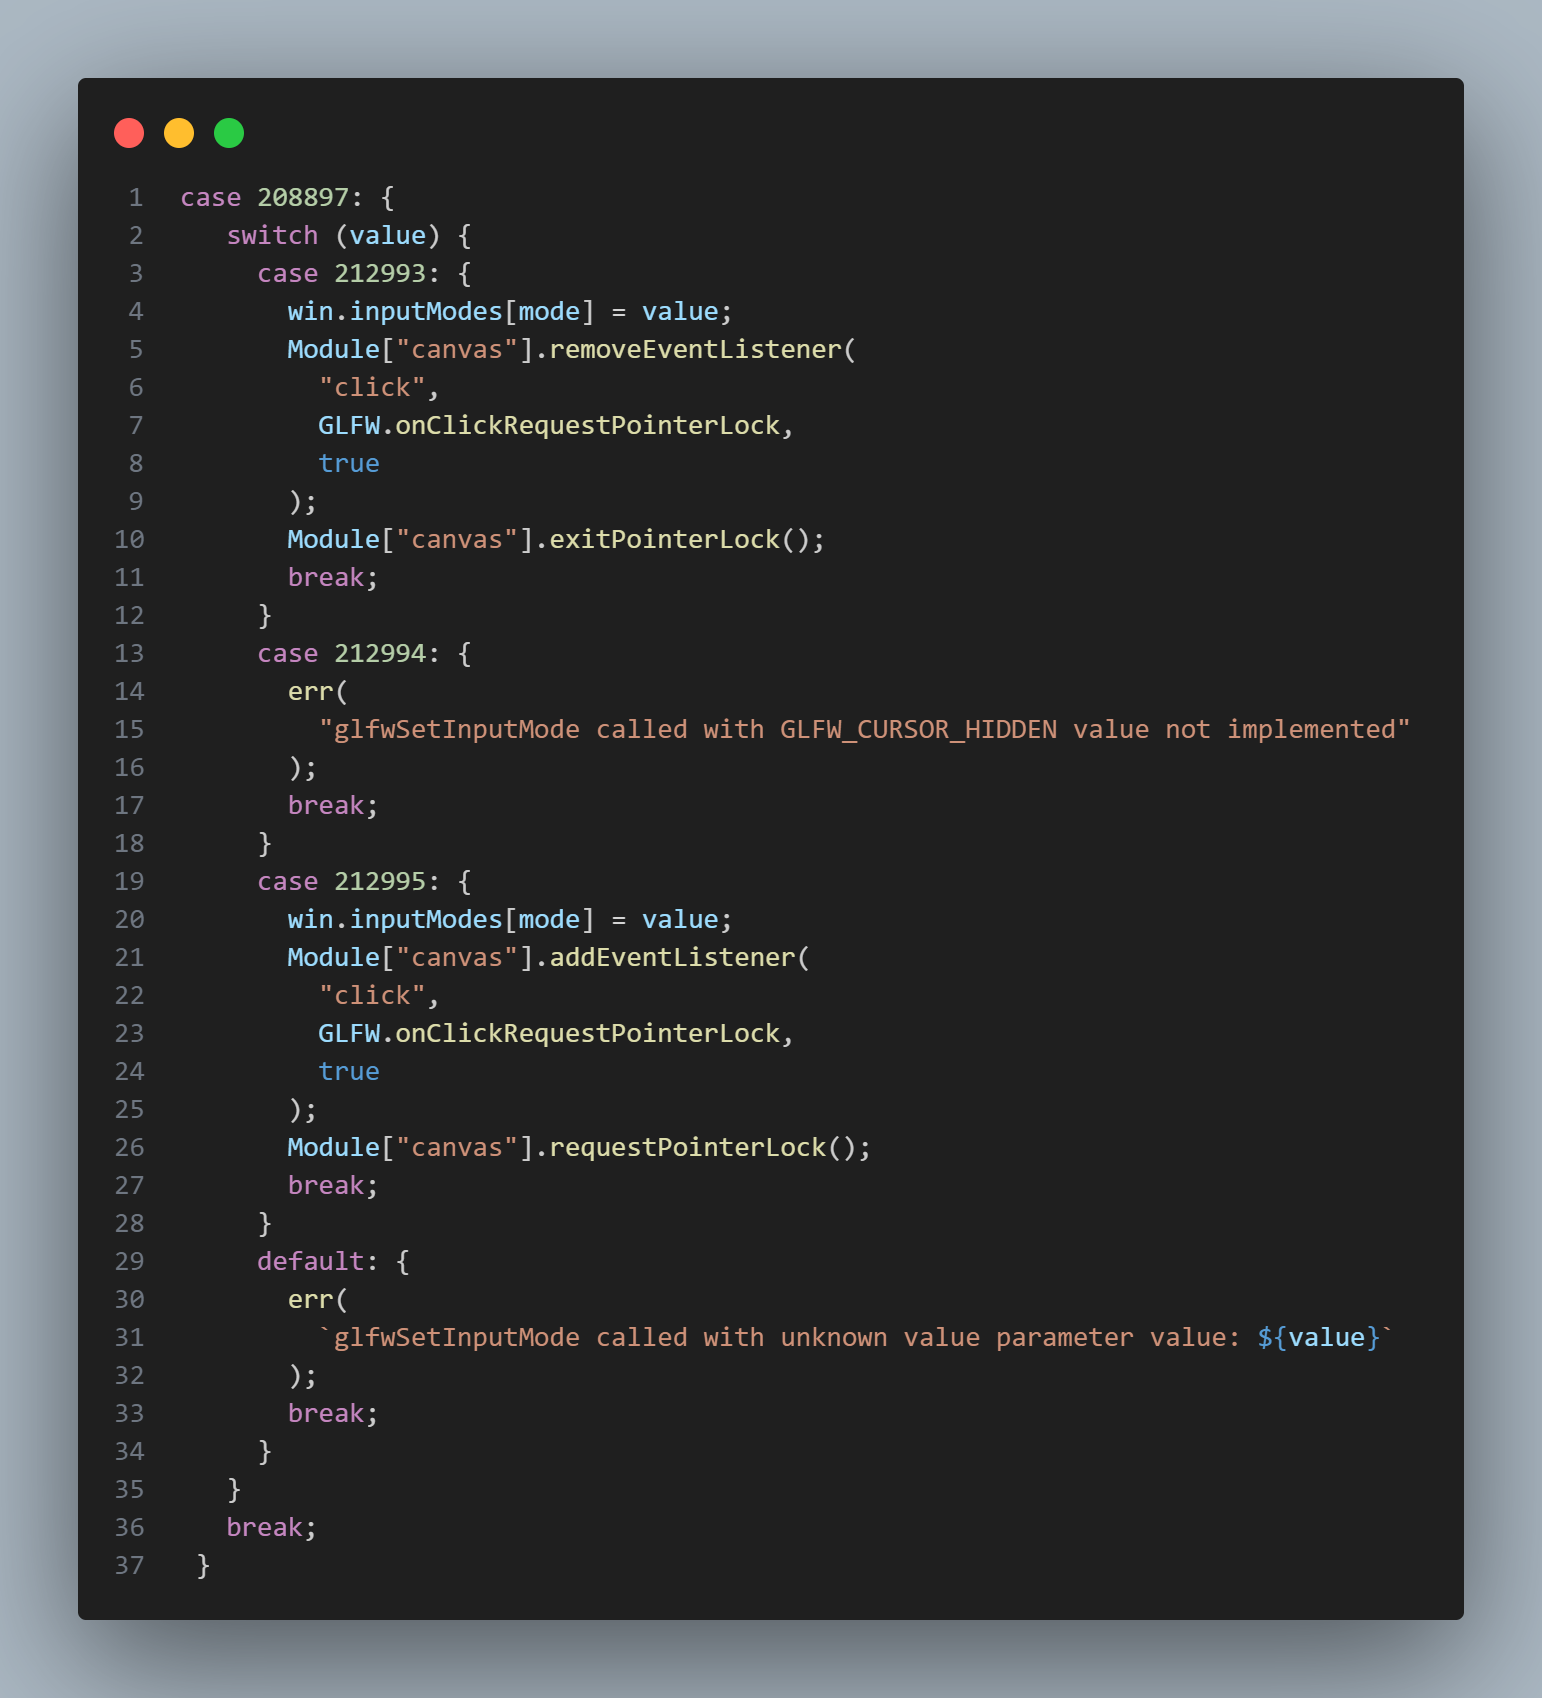 1 case 208897: {
2    switch (value) {
3      case 212993: {
4        win.inputModes[mode] = value;
5        Module["canvas"].removeEventListener(
6          "click",
7          GLFW.onClickRequestPointerLock,
8          true
9        );
10        Module["canvas"].exitPointerLock();
11        break;
12      }
13      case 212994: {
14        err(
15          "glfwSetInputMode called with GLFW_CURSOR_HIDDEN value not implemented"
16        );
17        break;
18      }
19      case 212995: {
20        win.inputModes[mode] = value;
21        Module["canvas"].addEventListener(
22          "click",
23          GLFW.onClickRequestPointerLock,
24          true
25        );
26        Module["canvas"].requestPointerLock();
27        break;
28      }
29      default: {
30        err(
31          `glfwSetInputMode called with unknown value parameter value: ${value}`
32        );
33        break;
34      }
35    }
36    break;
37  }